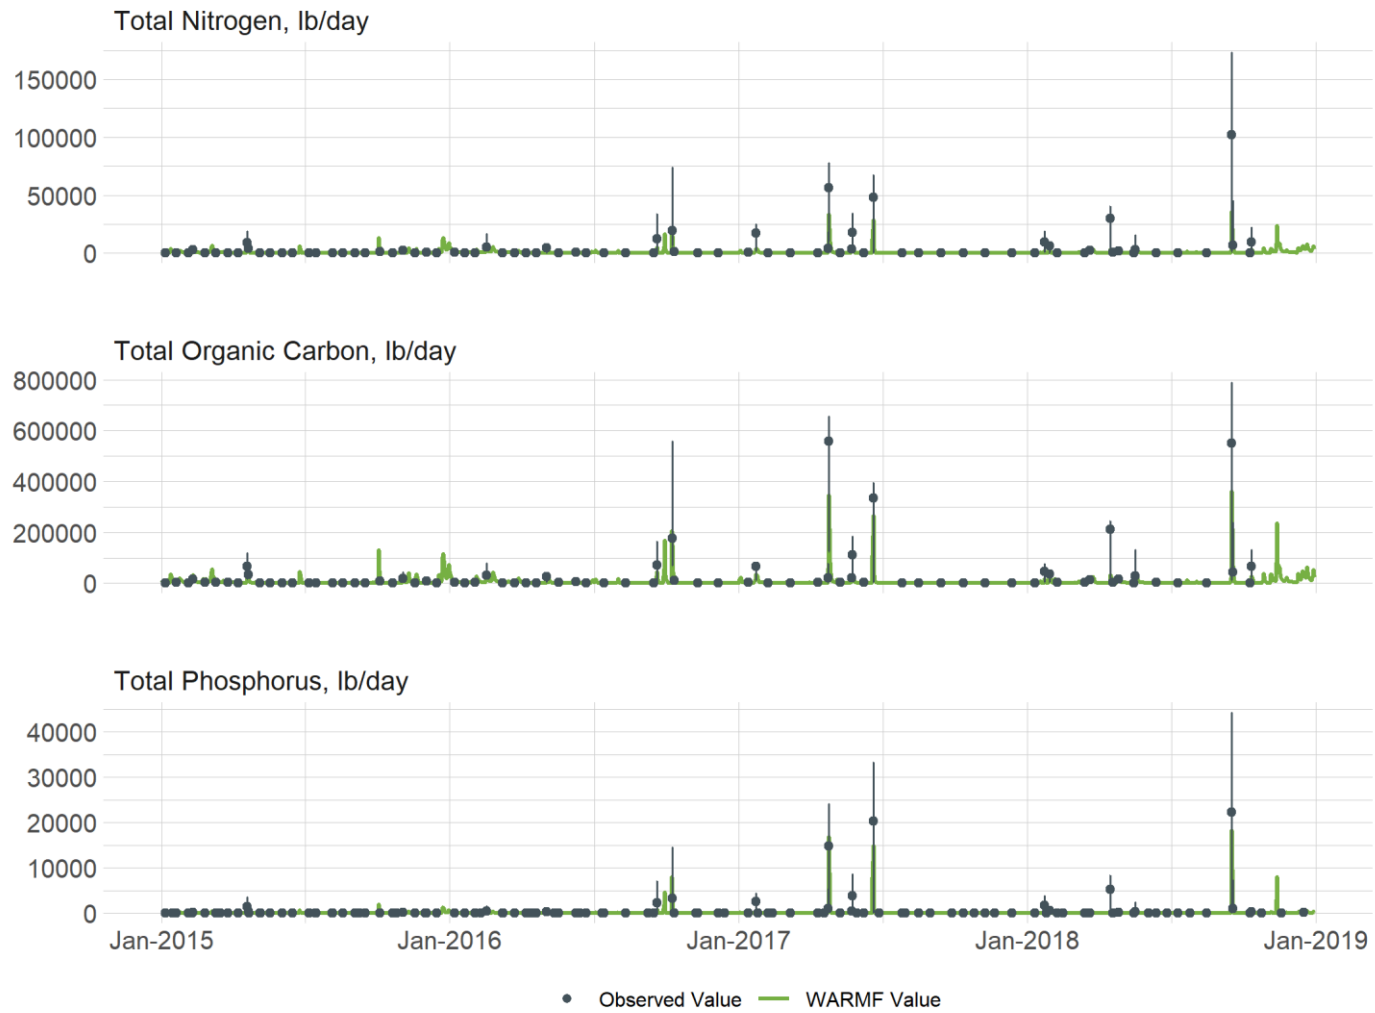 Total Nitrogen, lb/day
150000
100000
50000
0
Total Organic Carbon, lb/day
800000
600000
400000
200000
0
Total Phosphorus, lb/day
40000
30000
20000
10000
0
Jan-2015 Jan-2016 Jan-2017 Jan-2018 Jan-2019
Observed Value WARMF Value